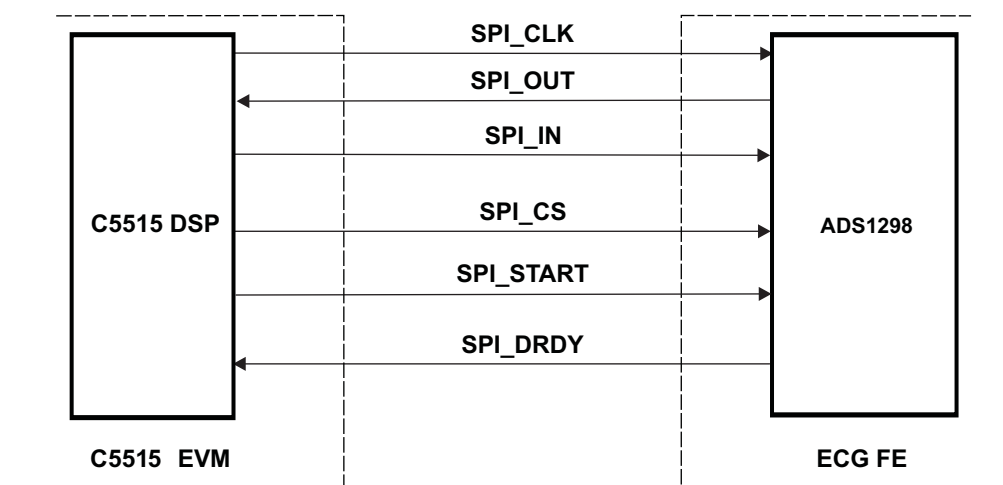 SPI_CLK
SPI_OUT
SPI_IN
C5515 DSP
SPI_CS
ADS1298
SPI_START
SPI_DRDY
C5515 EVM
ECG FE